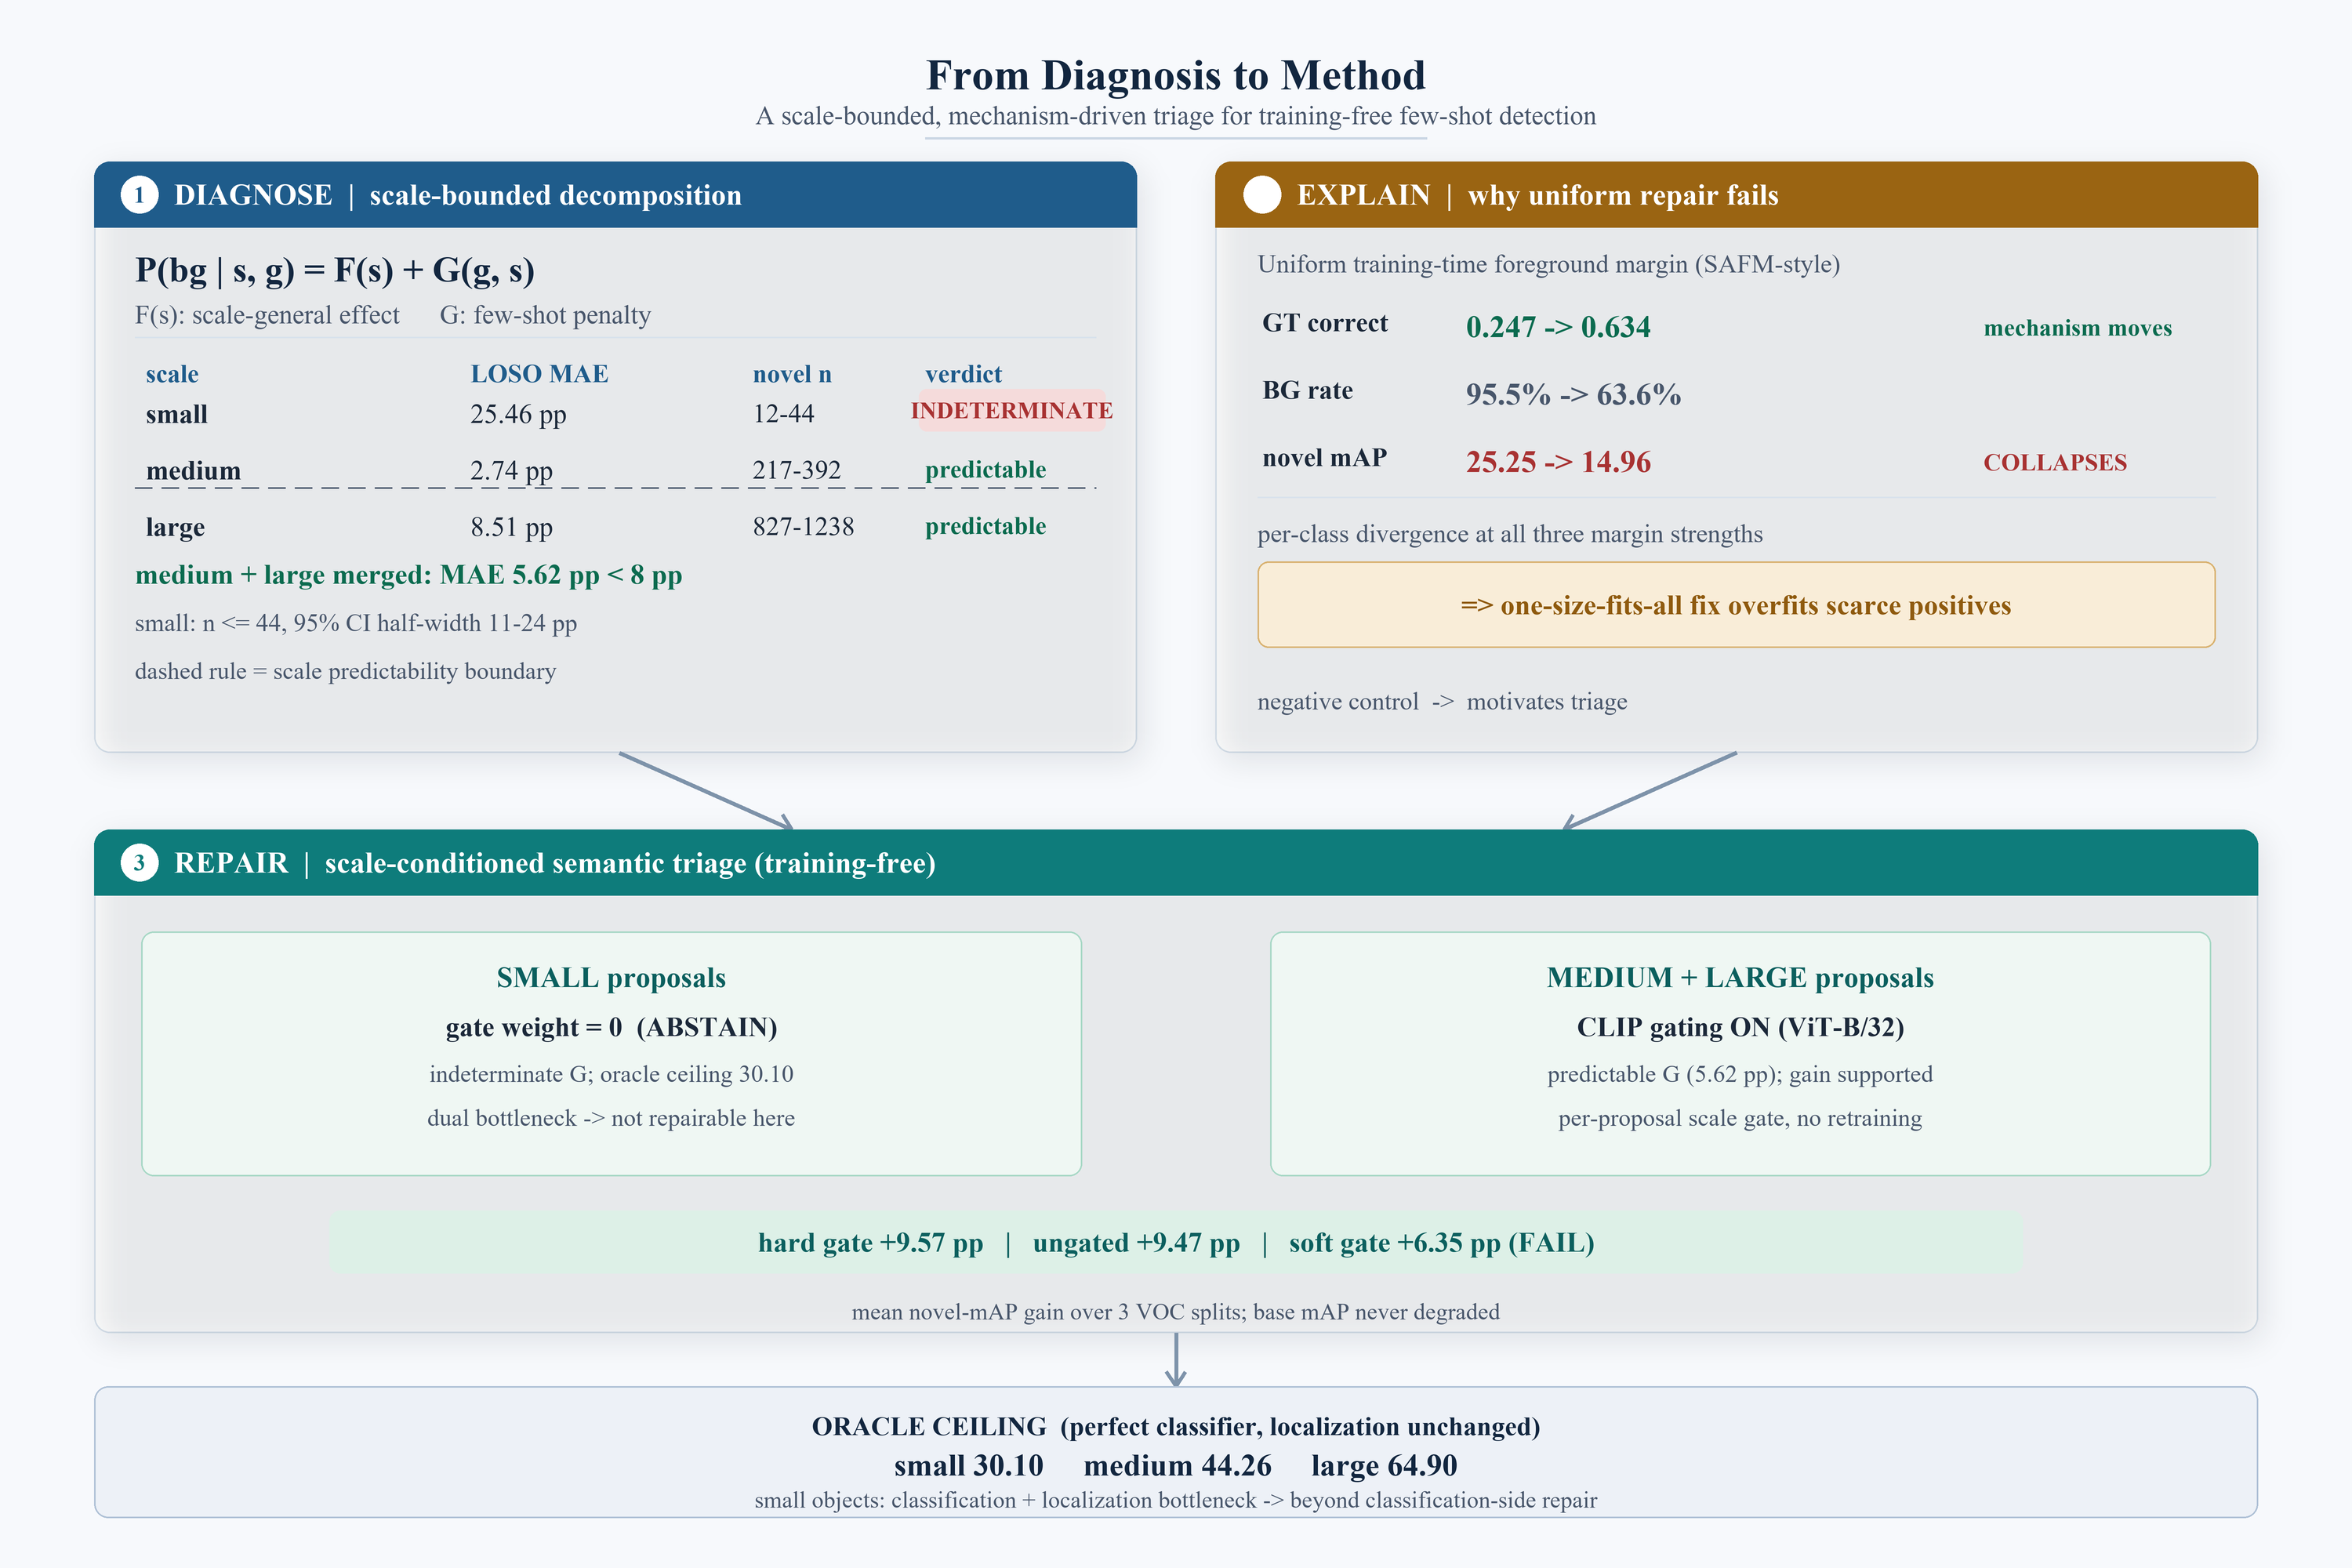 From Diagnosis to Method
A scale-bounded, mechanism-driven triage for training-free few-shot detection
1 DIAGNOSE | scale-bounded decomposition
P(bg | s, g) = F(s) + G(g, s)
F(s): scale-general effect G: few-shot penalty
scale LOSO MAE novel n verdict
small 25.46 pp 12-44 INDETERMINATE
medium 2.74 pp 217-392 predictable
large 8.51 pp 827-1238 predictable
medium + large merged: MAE 5.62 pp < 8 pp
small: n <= 44, 95% CI half-width 11-24 pp
dashed rule = scale predictability boundary
EXPLAIN | why uniform repair fails
Uniform training-time foreground margin (SAFM-style)
GT correct 0.247 -> 0.634 mechanism moves
BG rate 95.5% -> 63.6%
novel mAP 25.25 -> 14.96 COLLAPSES
per-class divergence at all three margin strengths
=> one-size-fits-all fix overfits scarce positives
negative control -> motivates triage
3 REPAIR | scale-conditioned semantic triage (training-free)
SMALL proposals
gate weight = 0 (ABSTAIN)
indeterminate G; oracle ceiling 30.10
dual bottleneck -> not repairable here
MEDIUM + LARGE proposals
CLIP gating ON (ViT-B/32)
predictable G (5.62 pp); gain supported
per-proposal scale gate, no retraining
hard gate +9.57 pp | ungated +9.47 pp | soft gate +6.35 pp (FAIL)
mean novel-mAP gain over 3 VOC splits; base mAP never degraded
ORACLE CEILING (perfect classifier, localization unchanged)
small 30.10 medium 44.26 large 64.90
small objects: classification + localization bottleneck -> beyond classification-side repair